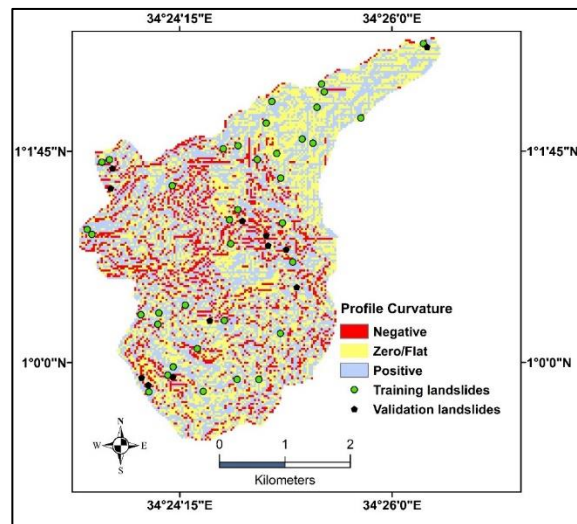 34°24'15"E 34°26'0"E
1°1'45"N 1°1'45"N
Profile Curvature
Negative
Zero/Flat
Positive
Training landslides
Validation landslides
1°0'0"N 1°0'0"N
N
W E
S
0 1 2
Kilometers
34°24'15"E 34°26'0"E